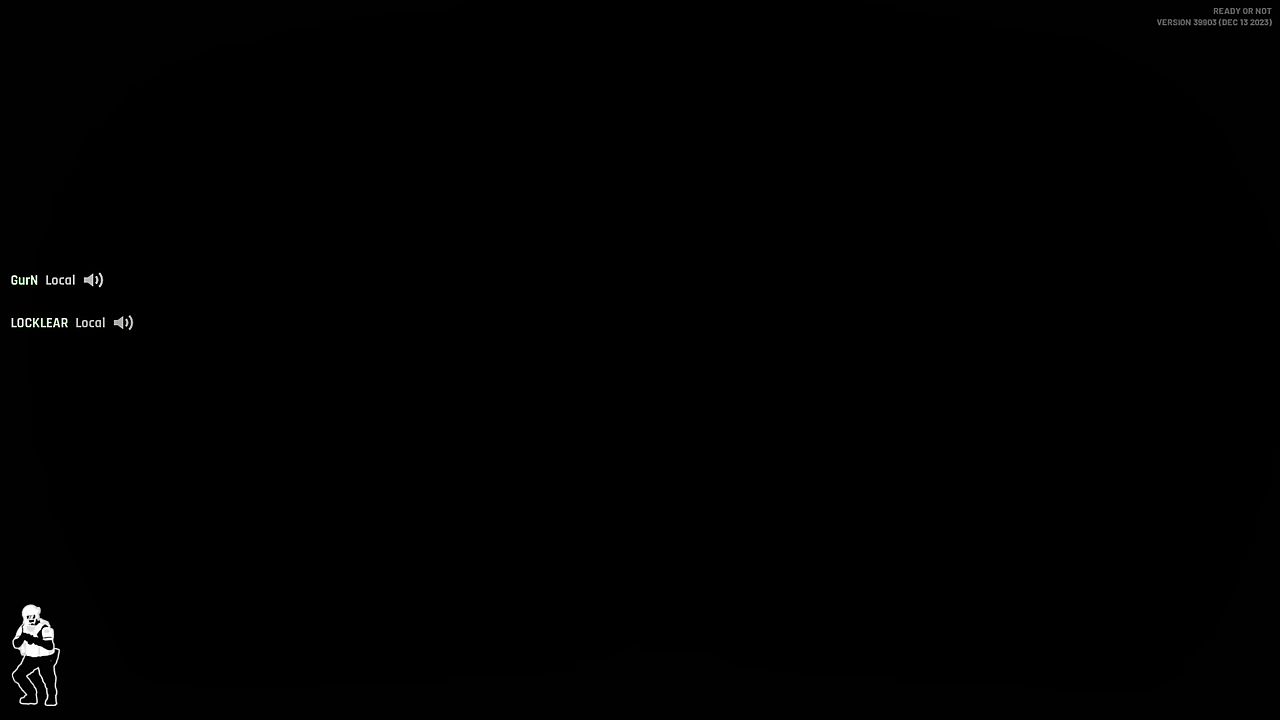 READY OR NOT
VERSION 39903 (DEC 13 2023)
GurN Local
LOCKLEAR Local